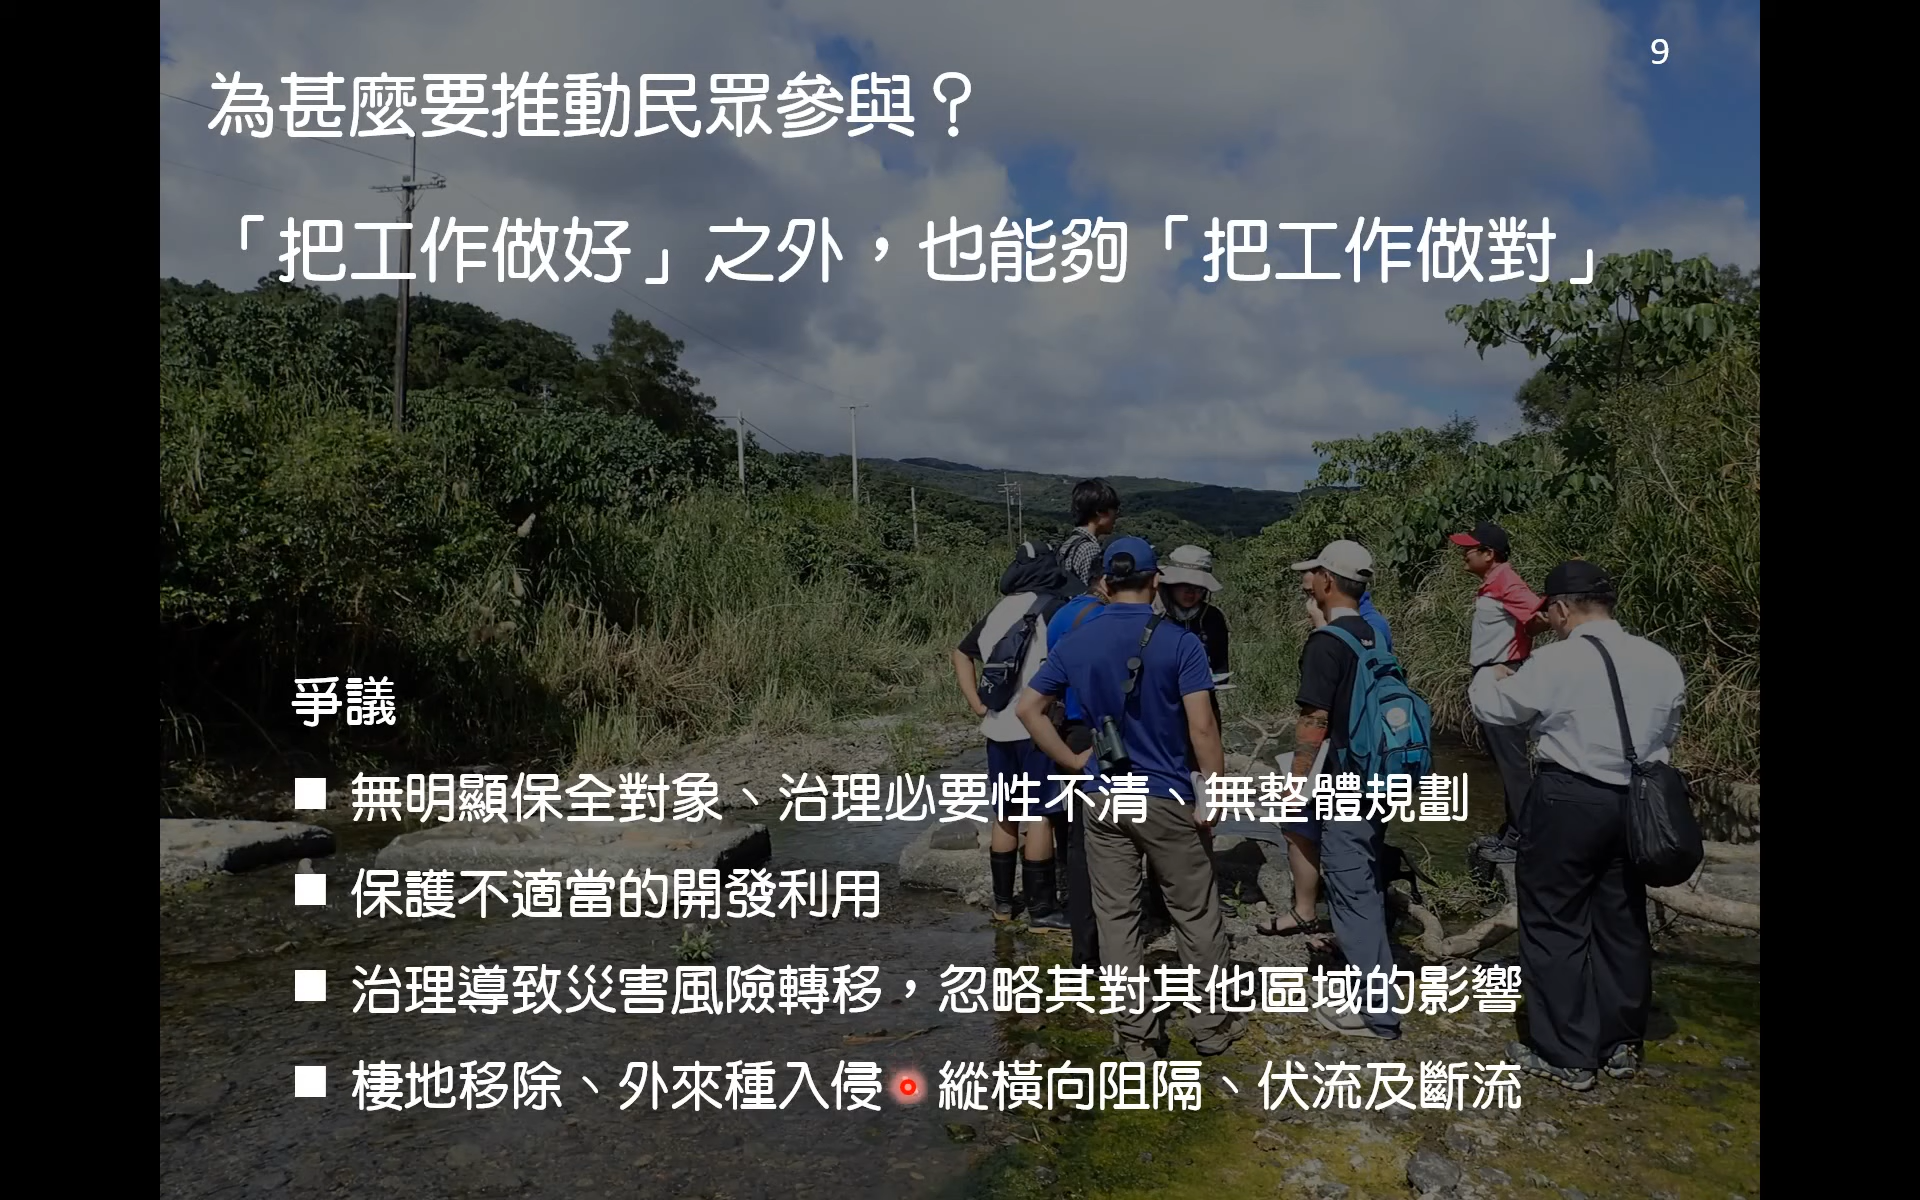 9
為甚麼要推動民眾參與？
「把工作做好」之外，也能夠「把工作做對」
爭議
■ 無明顯保全對象、治理必要性不清、無整體規劃
■ 保護不適當的開發利用
■ 治理導致災害風險轉移，忽略其對其他區域的影響
■ 棲地移除、外來種入侵、縱橫向阻隔、伏流及斷流